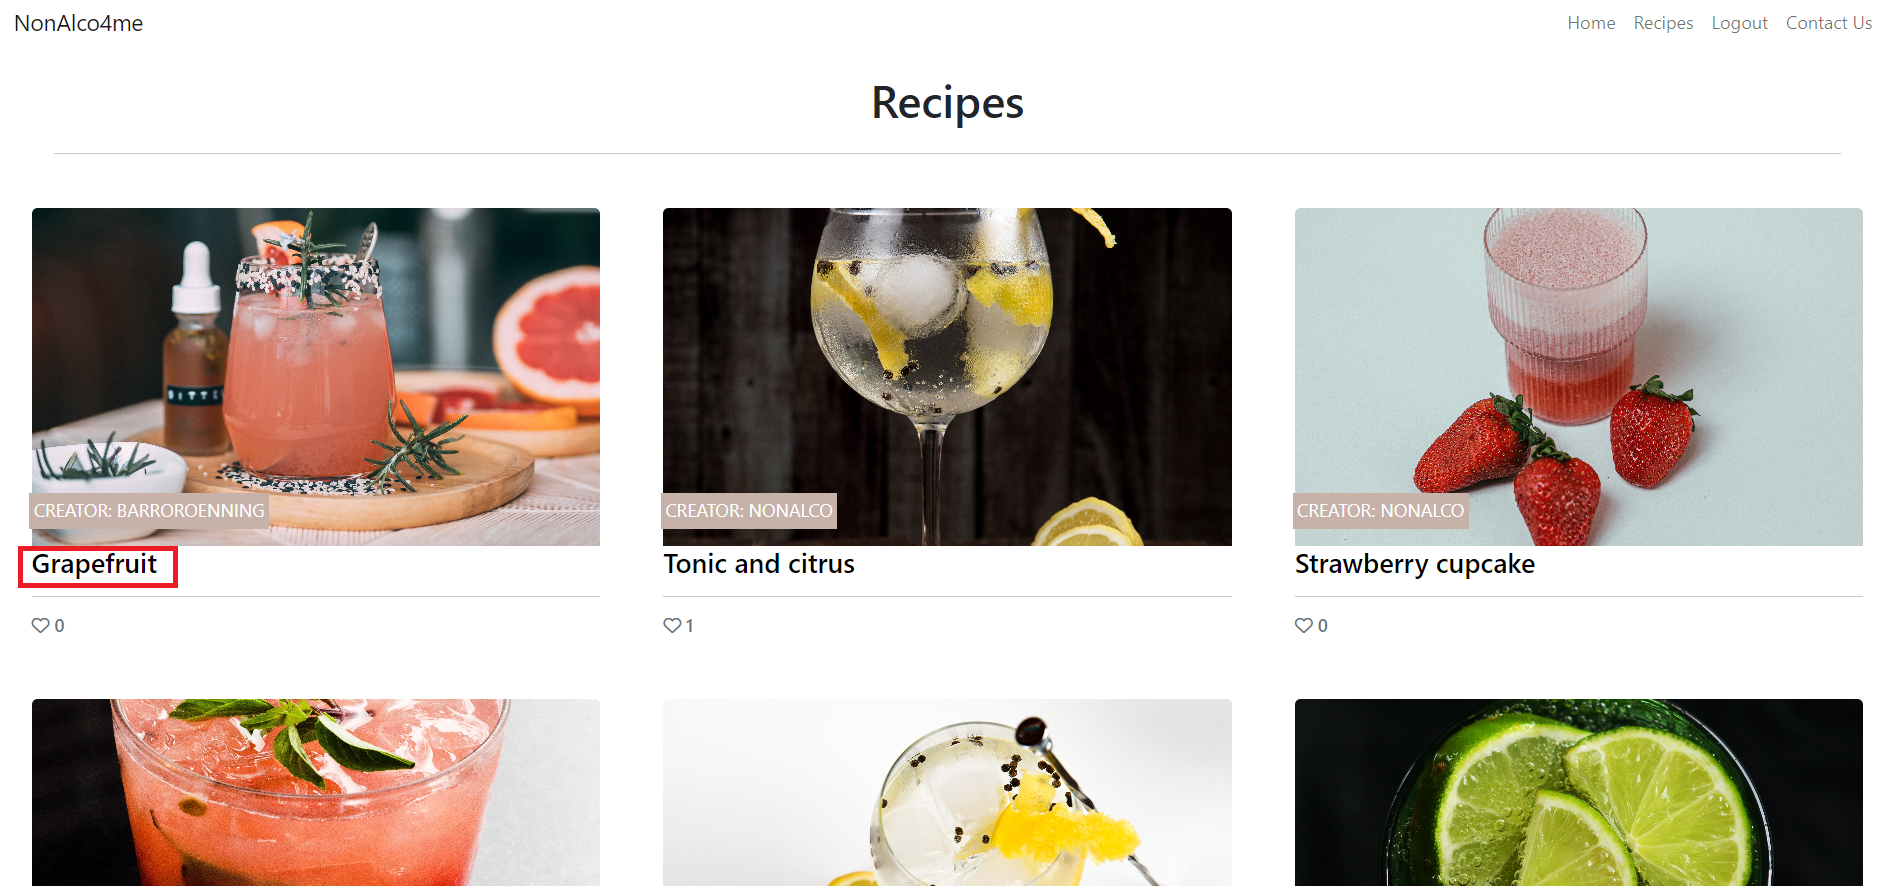 NonAlco4me
Home Recipes Logout Contact Us
Recipes
CREATOR: BARROROENNING
CREATOR: NONALCO
CREATOR: NONALCO
Grapefruit
Tonic and citrus
Strawberry cupcake
0
1
0